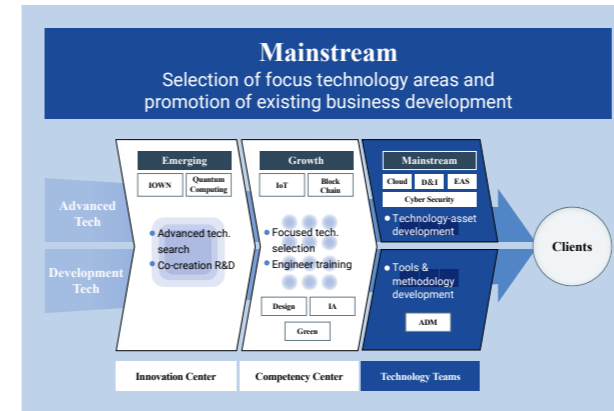 Mainstream
Selection of focus technology areas and
promotion of existing business development
Advanced
Tech
Development
Tech
Emerging
IOWN
Quantum
Computing
• Advanced tech.
search
• Co-creation R&D
Growth
IoT
Block
Chain
• Focused tech.
selection
• Engineer training
Design
IA
Green
Mainstream
Cloud
D&I
EAS
Cyber Security
• Technology-asset
development
• Tools &
methodology
development
ADM
Clients
Innovation Center
Competency Center
Technology Teams